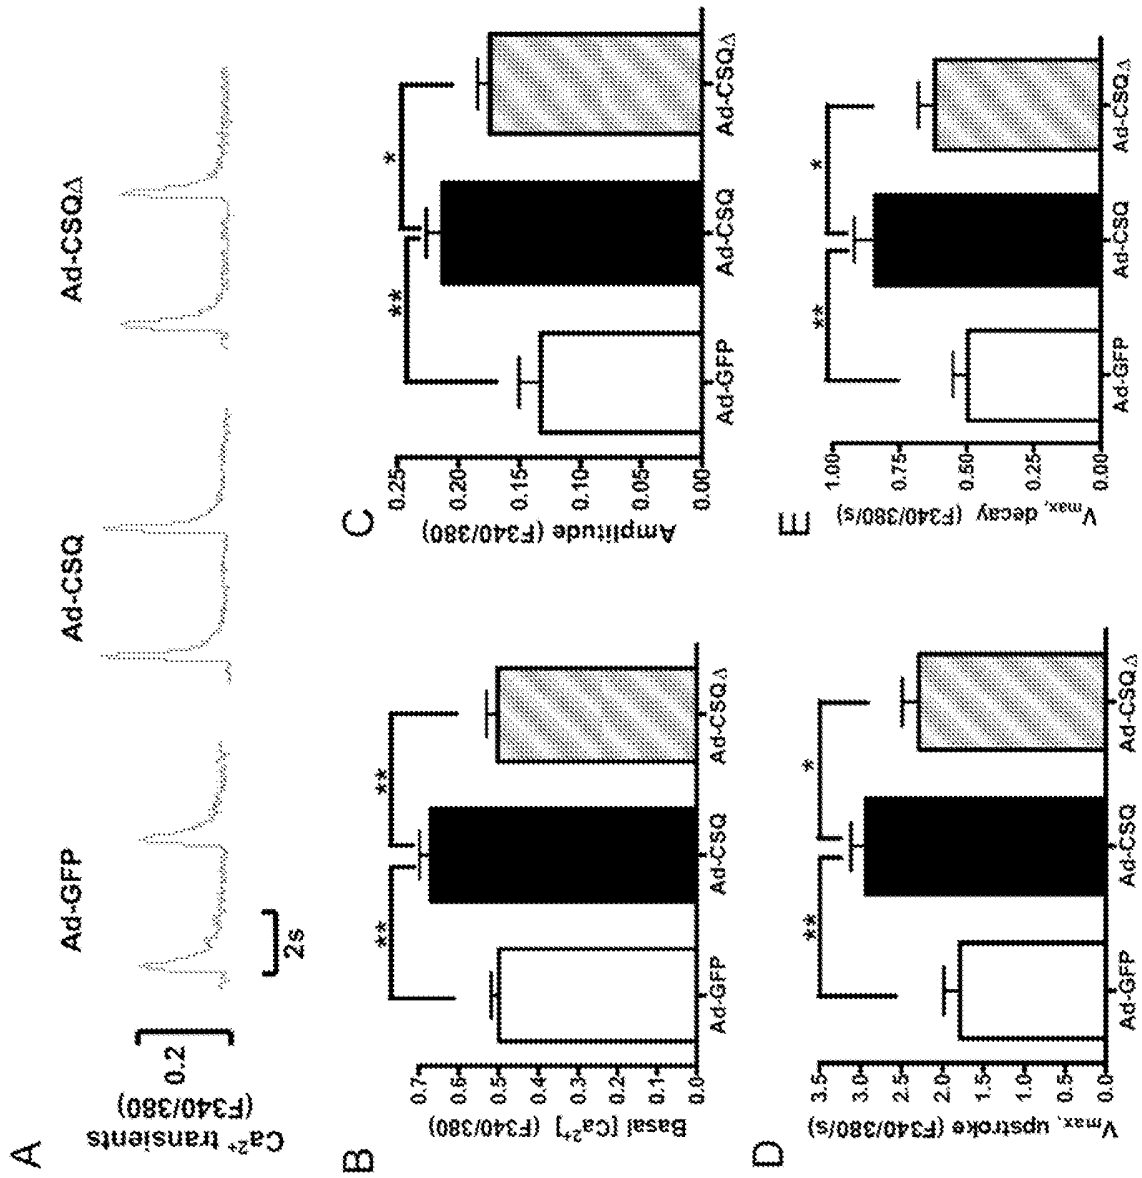 A
Ad-GFP
Ad-CSQ
Ad-CSQΔ
Ca²⁺ transients
(F340/380)
0.2
2s
B
Basal [Ca²⁺] (F340/380)
0.7
0.6
0.5
0.4
0.3
0.2
0.1
0.0
**
**
Ad-GFP
Ad-CSQ
Ad-CSQΔ
C
Amplitude (F340/380)
0.25
0.20
0.15
0.10
0.05
0.00
**
*
Ad-GFP
Ad-CSQ
Ad-CSQΔ
D
Vmax, upstroke (F340/380/s)
3.5
3.0
2.5
2.0
1.5
1.0
0.5
0.0
**
*
Ad-GFP
Ad-CSQ
Ad-CSQΔ
E
Vmax, decay (F340/380/s)
1.00
0.75
0.50
0.25
0.00
**
*
Ad-GFP
Ad-CSQ
Ad-CSQΔ